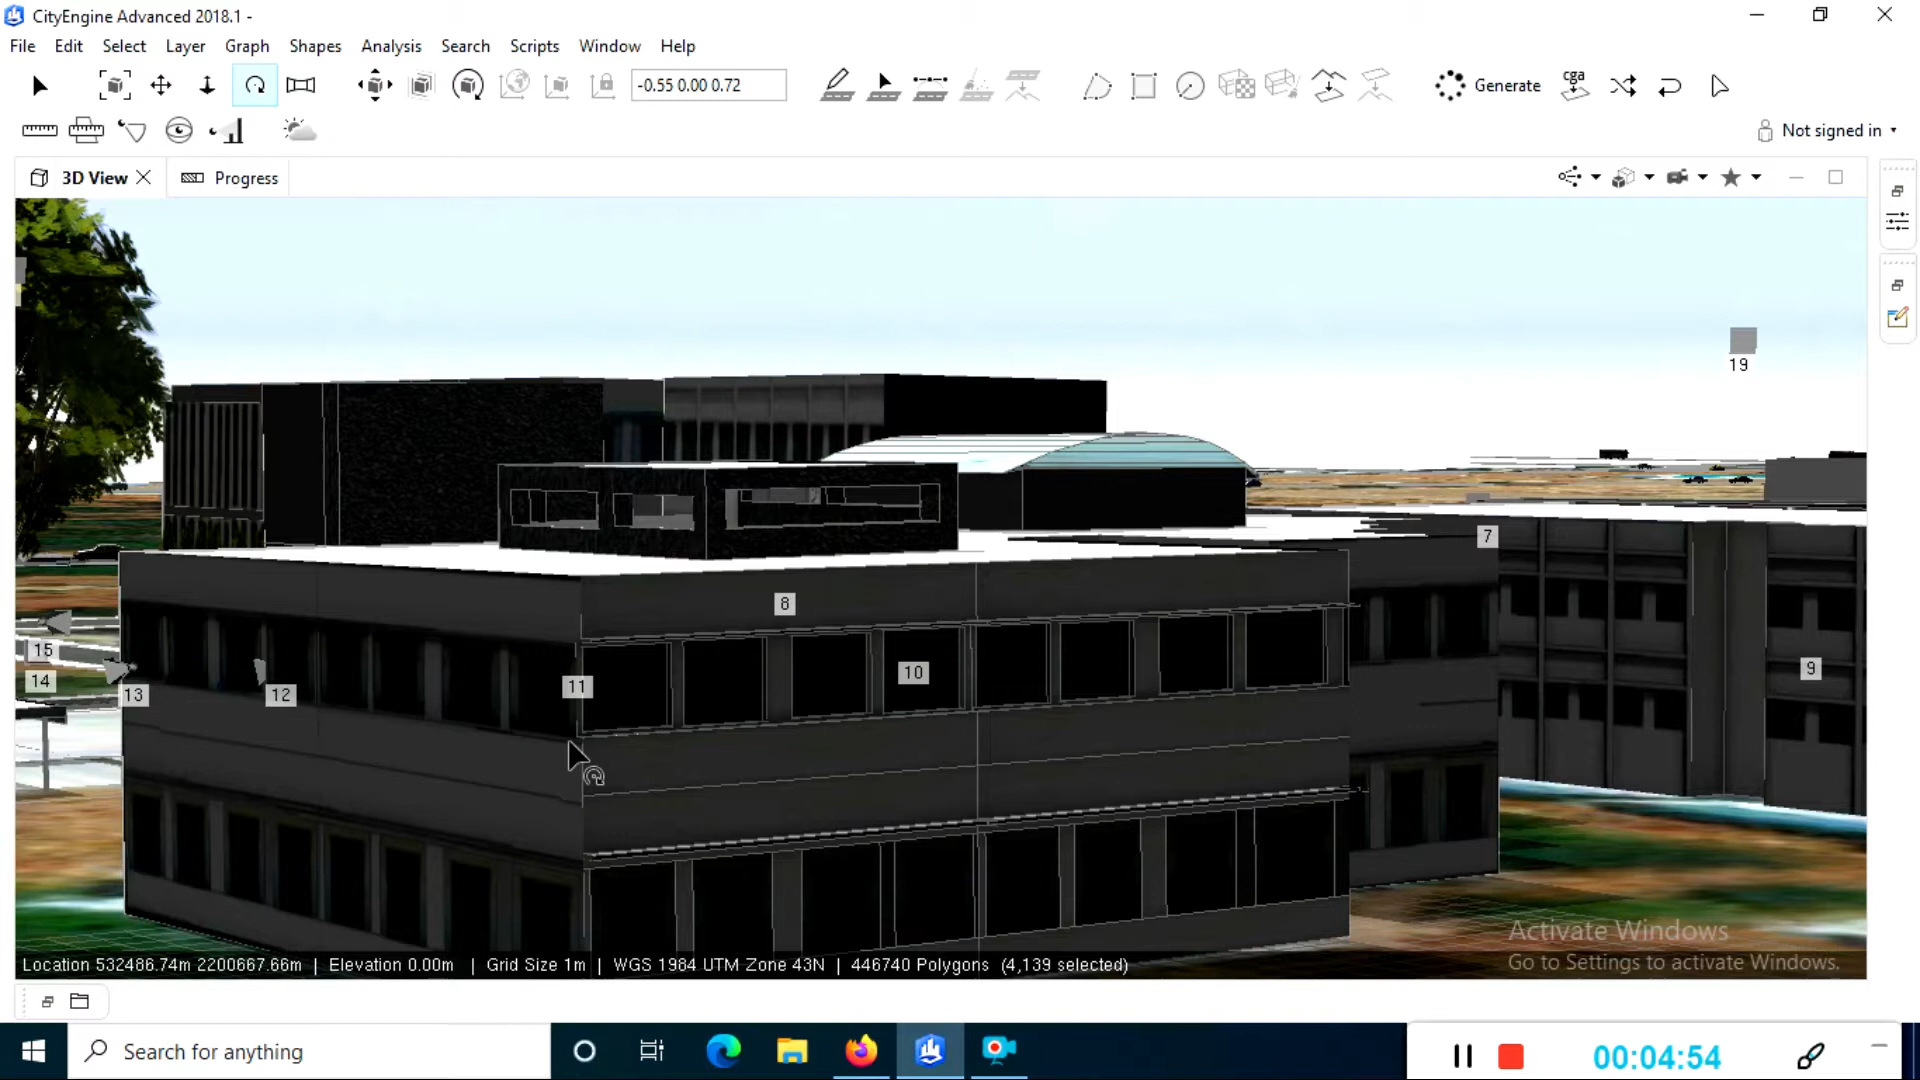 CityEngine Advanced 2018.1 -
File Edit Select Layer Graph Shapes Analysis Search Scripts Window Help
-0.55 0.00 0.72
cga
Generate
Not signed in
3D View
Progress
19
7
8
15
9
10
14
11
13
12
Activate Windows
Go to Settings to activate Windows.
Location 532486.74m 2200667.66m | Elevation 0.00m | Grid Size 1m | WGS 1984 UTM Zone 43N | 446740 Polygons (4,139 selected)
Search for anything
00:04:54